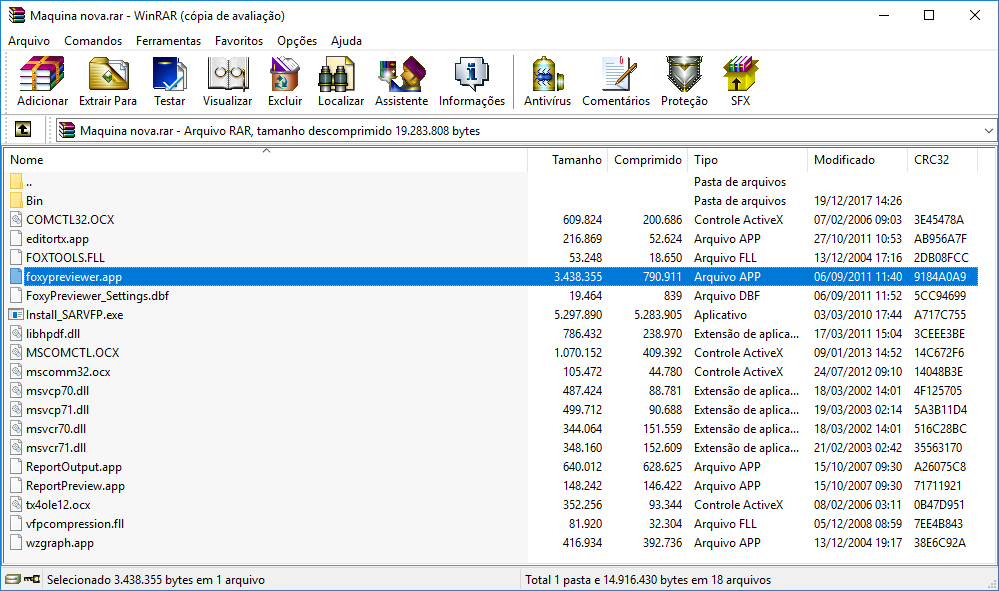 Maquina nova.rar - WinRAR (cópia de avaliação)
Arquivo Comandos Ferramentas Favoritos Opções Ajuda
Adicionar Extrair Para Testar Visualizar Excluir Localizar Assistente Informações Antivírus Comentários Proteção SFX
Maquina nova.rar - Arquivo RAR, tamanho descomprimido 19.283.808 bytes
Nome Tamanho Comprimido Tipo Modificado CRC32
.. Pasta de arquivos
Bin Pasta de arquivos 19/12/2017 14:26
COMCTL32.OCX 609.824 200.686 Controle ActiveX 07/02/2006 09:03 3E45478A
editortx.app 216.869 52.624 Arquivo APP 27/10/2011 10:53 AB956A7F
FOXTOOLS.FLL 53.248 18.650 Arquivo FLL 13/12/2004 17:16 2DB08FCC
foxypreviewer.app 3.438.355 790.911 Arquivo APP 06/09/2011 11:40 9184A0A9
FoxyPreviewer_Settings.dbf 19.464 839 Arquivo DBF 06/09/2011 11:52 5CC94699
Install_SARVFP.exe 5.297.890 5.283.905 Aplicativo 03/03/2010 17:44 A717C755
libhpdf.dll 786.432 238.970 Extensão de aplica... 17/03/2011 15:04 3CEEE3BE
MSCOMCTL.OCX 1.070.152 409.392 Controle ActiveX 09/01/2013 14:52 14C672F6
mscomm32.ocx 105.472 44.780 Controle ActiveX 24/07/2012 09:10 14048B3E
msvcp70.dll 487.424 88.781 Extensão de aplica... 18/03/2002 14:01 4F125705
msvcp71.dll 499.712 90.688 Extensão de aplica... 19/03/2003 02:14 5A3B11D4
msvcr70.dll 344.064 151.559 Extensão de aplica... 18/03/2002 14:01 516C28BC
msvcr71.dll 348.160 152.609 Extensão de aplica... 21/02/2003 02:42 35563170
ReportOutput.app 640.012 628.625 Arquivo APP 15/10/2007 09:30 A26075C8
ReportPreview.app 148.242 146.422 Arquivo APP 15/10/2007 09:30 71711921
tx4ole12.ocx 352.256 93.344 Controle ActiveX 08/02/2006 03:11 0B47D951
vfpcompression.fll 81.920 32.304 Arquivo FLL 05/12/2008 08:59 7EE4B843
wzgraph.app 416.934 392.736 Arquivo APP 13/12/2004 19:17 38E6C92A
Selecionado 3.438.355 bytes em 1 arquivo Total 1 pasta e 14.916.430 bytes em 18 arquivos